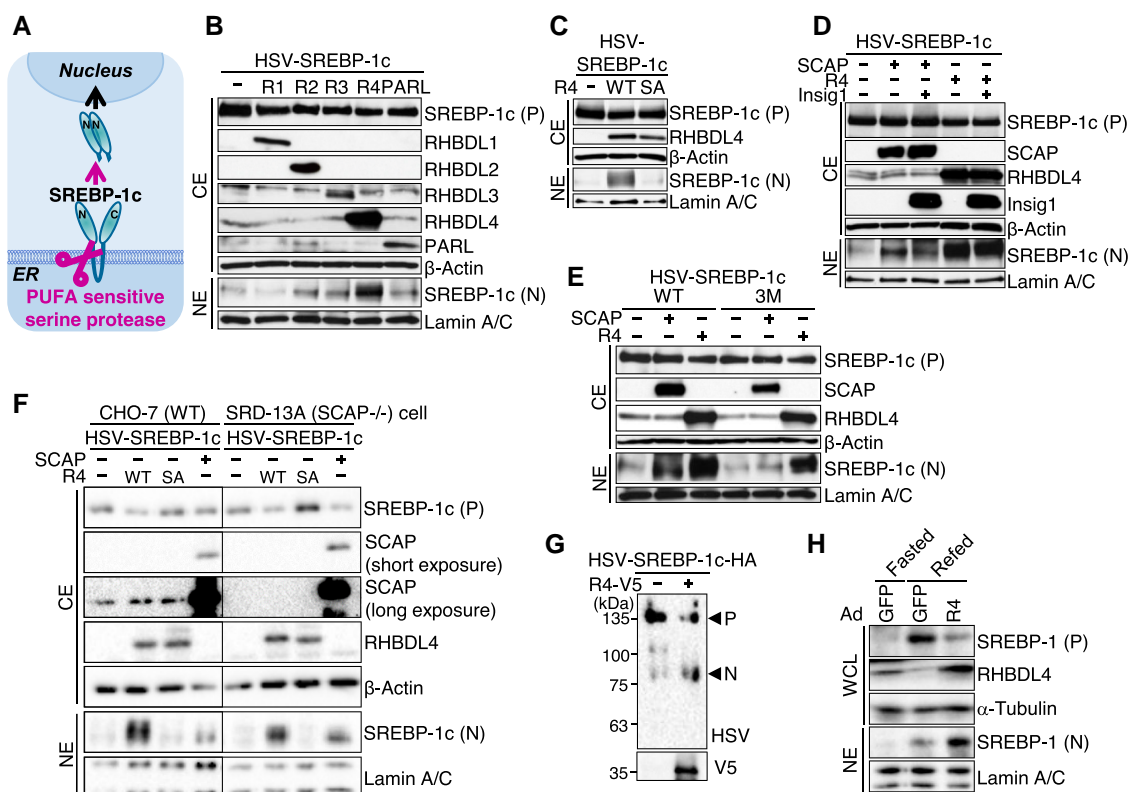 A
Nucleus
N N
SREBP-1c
N C
ER
PUFA sensitive
serine protease
B
HSV-SREBP-1c
– R1 R2 R3 R4 PARL
CE
SREBP-1c (P)
RHBDL1
RHBDL2
RHBDL3
RHBDL4
PARL
β-Actin
NE
SREBP-1c (N)
Lamin A/C
C
HSV-
SREBP-1c
R4 – WT SA
CE
SREBP-1c (P)
RHBDL4
β-Actin
NE
SREBP-1c (N)
Lamin A/C
D
HSV-SREBP-1c
SCAP – + + – –
R4 – – – + +
Insig1 – – + – +
CE
SREBP-1c (P)
SCAP
RHBDL4
Insig1
β-Actin
NE
SREBP-1c (N)
Lamin A/C
E
HSV-SREBP-1c
WT 3M
SCAP – + – – + –
R4 – – + – – +
CE
SREBP-1c (P)
SCAP
RHBDL4
β-Actin
NE
SREBP-1c (N)
Lamin A/C
F
CHO-7 (WT) SRD-13A (SCAP-/-) cell
HSV-SREBP-1c HSV-SREBP-1c
SCAP – – – + – – – +
R4 – WT SA – – WT SA –
CE
SREBP-1c (P)
SCAP
(short exposure)
SCAP
(long exposure)
RHBDL4
β-Actin
NE
SREBP-1c (N)
Lamin A/C
G
HSV-SREBP-1c-HA
R4-V5 – +
(kDa)
135 P
100
75 N
63
HSV
35 V5
H
Fasted Refed
Ad GFP GFP R4
WCL
SREBP-1 (P)
RHBDL4
α-Tubulin
NE
SREBP-1 (N)
Lamin A/C